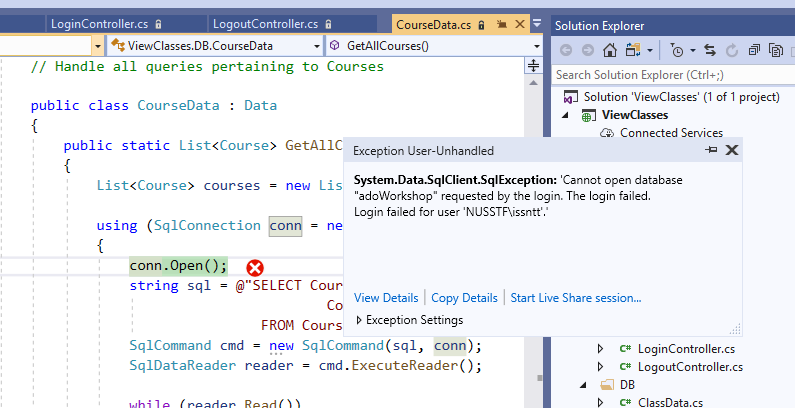 LoginController.cs LogoutController.cs CourseData.cs Solution Explorer
ViewClasses.DB.CourseData GetAllCourses()
// Handle all queries pertaining to Courses
Search Solution Explorer (Ctrl+;)
public class CourseData : Data
Solution 'ViewClasses' (1 of 1 project)
{
ViewClasses
public static List<Course> GetAllC
Connected Services
{
Exception User-Unhandled
List<Course> courses = new Lis
System.Data.SqlClient.SqlException: 'Cannot open database
"adoWorkshop" requested by the login. The login failed.
Login failed for user 'NUSSTF\issntt'.'
using (SqlConnection conn = ne
{
conn.Open();
string sql = @"SELECT Cour
View Details Copy Details Start Live Share session...
Co
Exception Settings
FROM Cours
SqlCommand cmd = new SqlCommand(sql, conn);
C# LoginController.cs
SqlDataReader reader = cmd.ExecuteReader();
C# LogoutController.cs
DB
while (reader.Read())
C# ClassData.cs